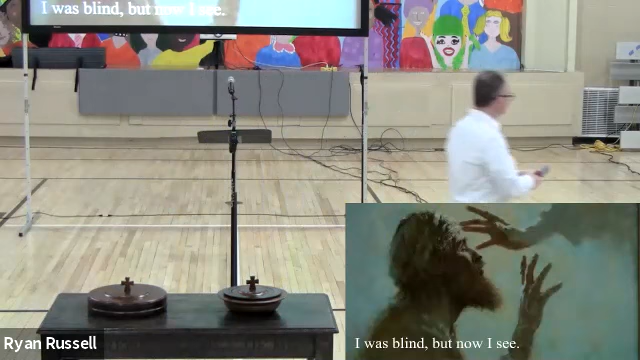 I was blind, but now I see.
I was blind, but now I see.
Ryan Russell